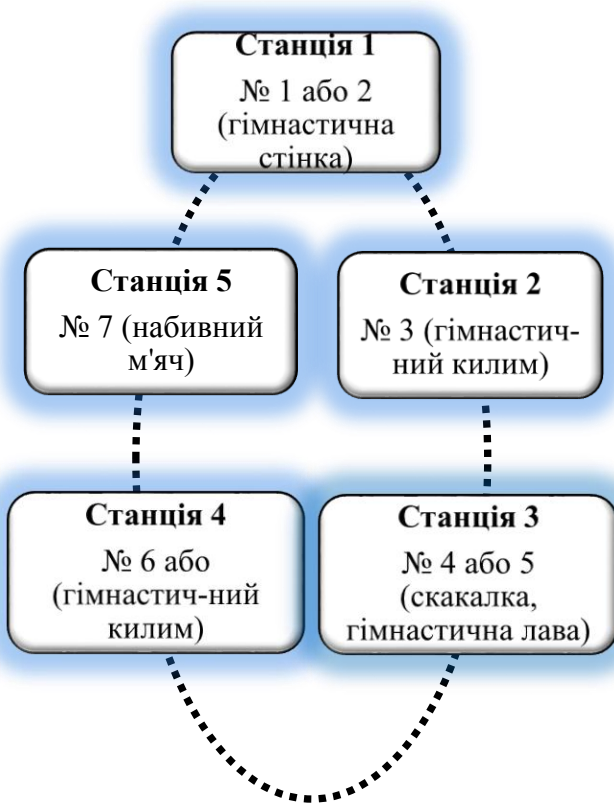 Станція 1
№ 1 або 2
(гімнастична
стінка)
Станція 2
№ 3 (гімнастич-
ний килим)
Станція 3
№ 4 або 5
(скакалка,
гімнастична лава)
Станція 4
№ 6 або
(гімнастич-ний
килим)
Станція 5
№ 7 (набивний
м'яч)